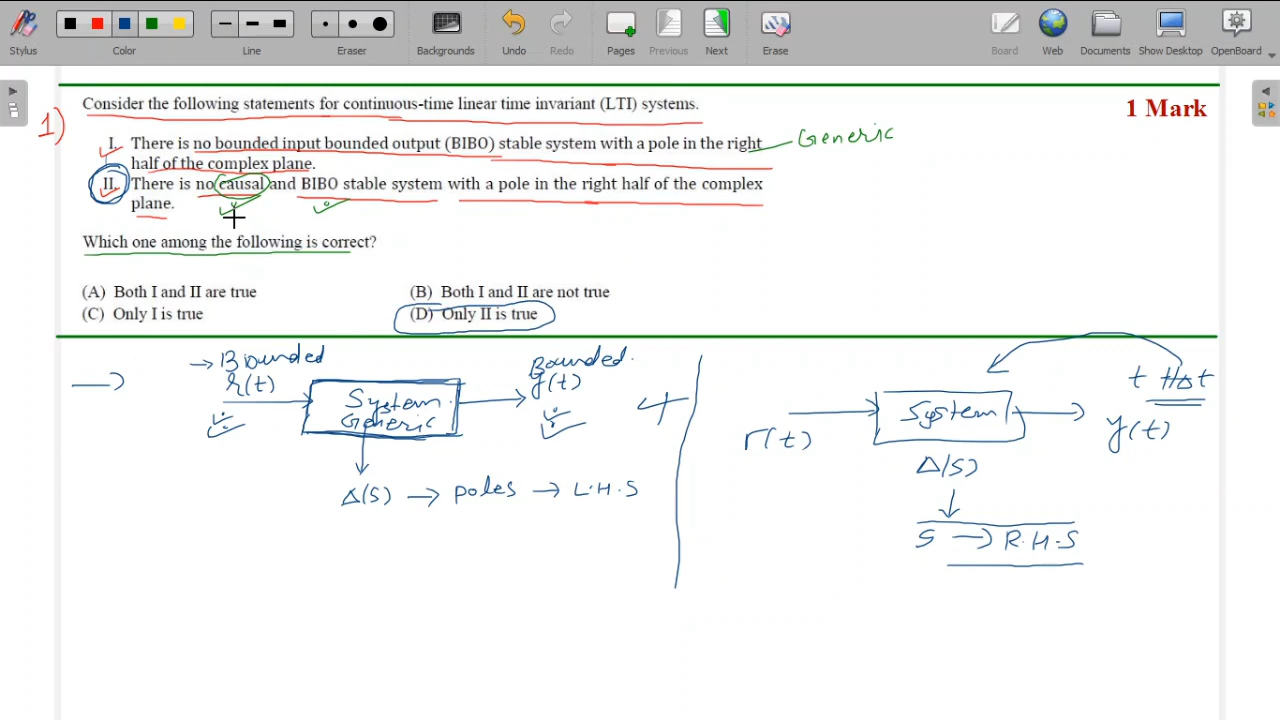 Stylus
Color
Line
Eraser
Backgrounds
Undo
Redo
Pages
Previous
Next
Erase
Board
Web
Documents
Show Desktop
OpenBoard
Consider the following statements for continuous-time linear time invariant (LTI) systems.
1 Mark
1)
I. There is no bounded input bounded output (BIBO) stable system with a pole in the right
Generic
half of the complex plane.
II. There is no causal and BIBO stable system with a pole in the right half of the complex
plane.
Which one among the following is correct?
(A) Both I and II are true
(B) Both I and II are not true
(C) Only I is true
(D) Only II is true
→ Bounded
r(t)
Bounded.
y(t)
System
Generic
Δ(S) → poles → L.H.S
r(t)
System
y(t)
Δ(S)
S → R.H.S